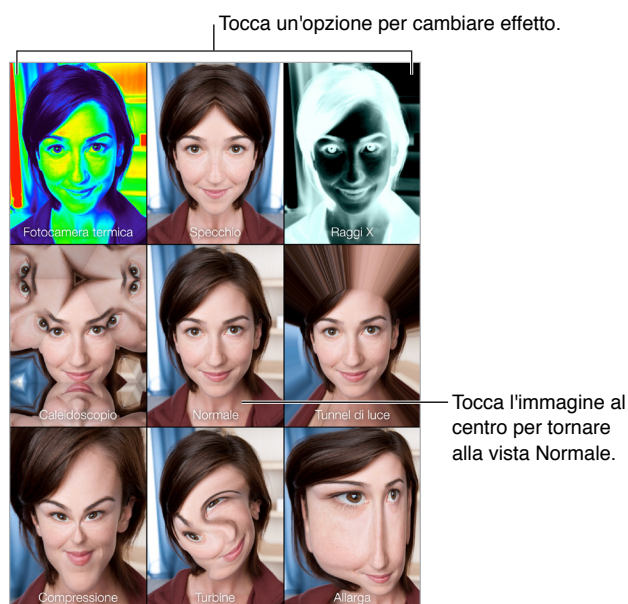 Tocca un'opzione per cambiare effetto.
Fotocamera termica
Specchio
Raggi X
Caleidoscopio
Normale
Tunnel di luce
Tocca l'immagine al
centro per tornare
alla vista Normale.
Compressione
Turbine
Allarga